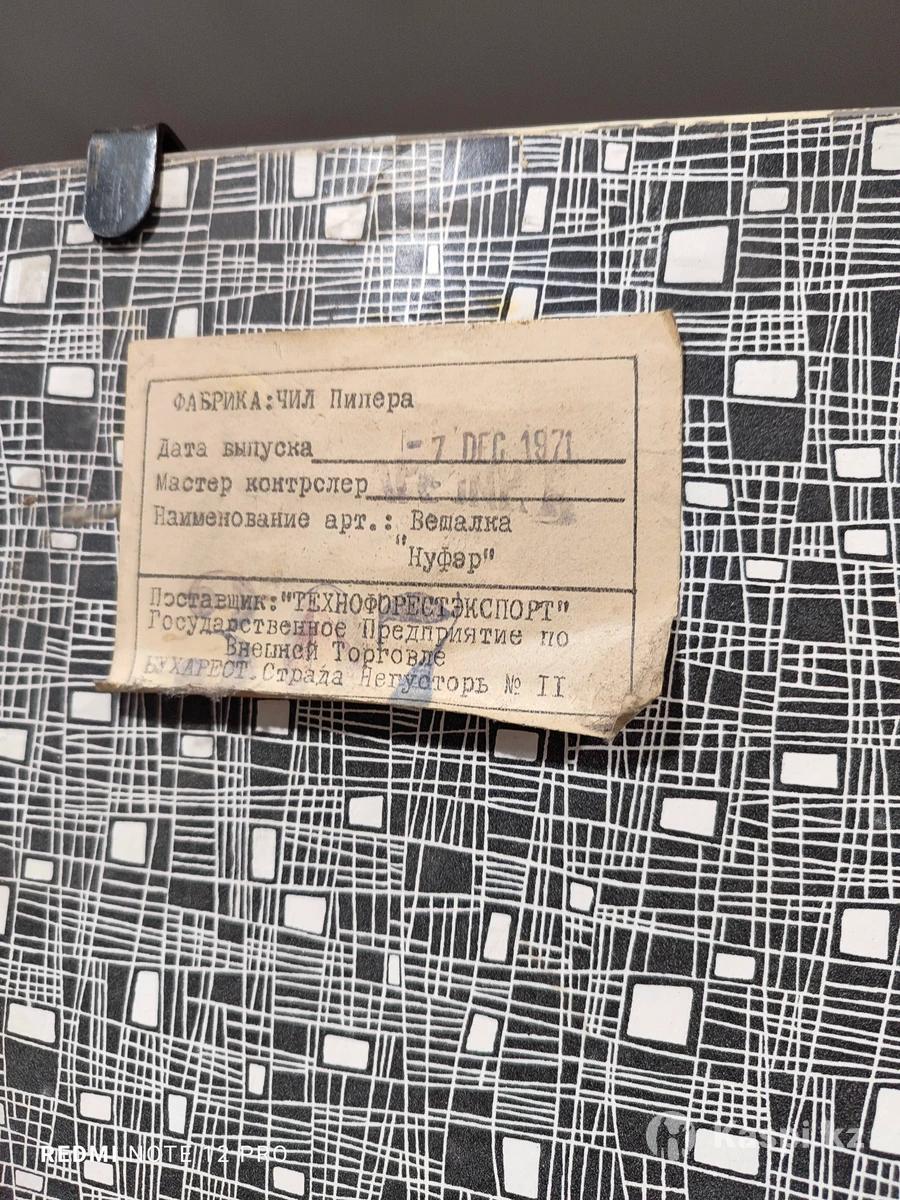 ФАБРИКА:ЧИЛ Пипера
Дата выпуска - 7 DEC 1971
Мастер контролер
Наименование арт.: Вешалка
"Нуфэр"
Поставщик:"ТЕХНОФОРЕСТЭКСПОРТ"
Государственное Предприятие по
Внешней Торговле
БУХАРЕСТ.Страда Негусторь № II
REDMI NOTE 12 PRO
Kaspi.kz